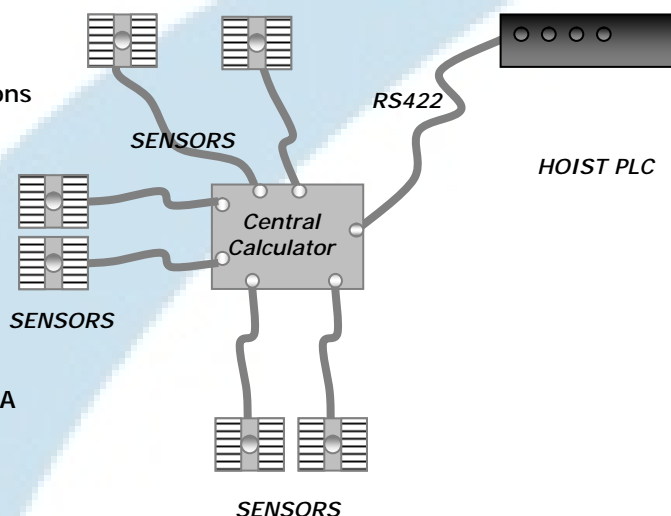 ons
SENSORS
RS422
HOIST PLC
Central
Calculator
SENSORS
A
SENSORS